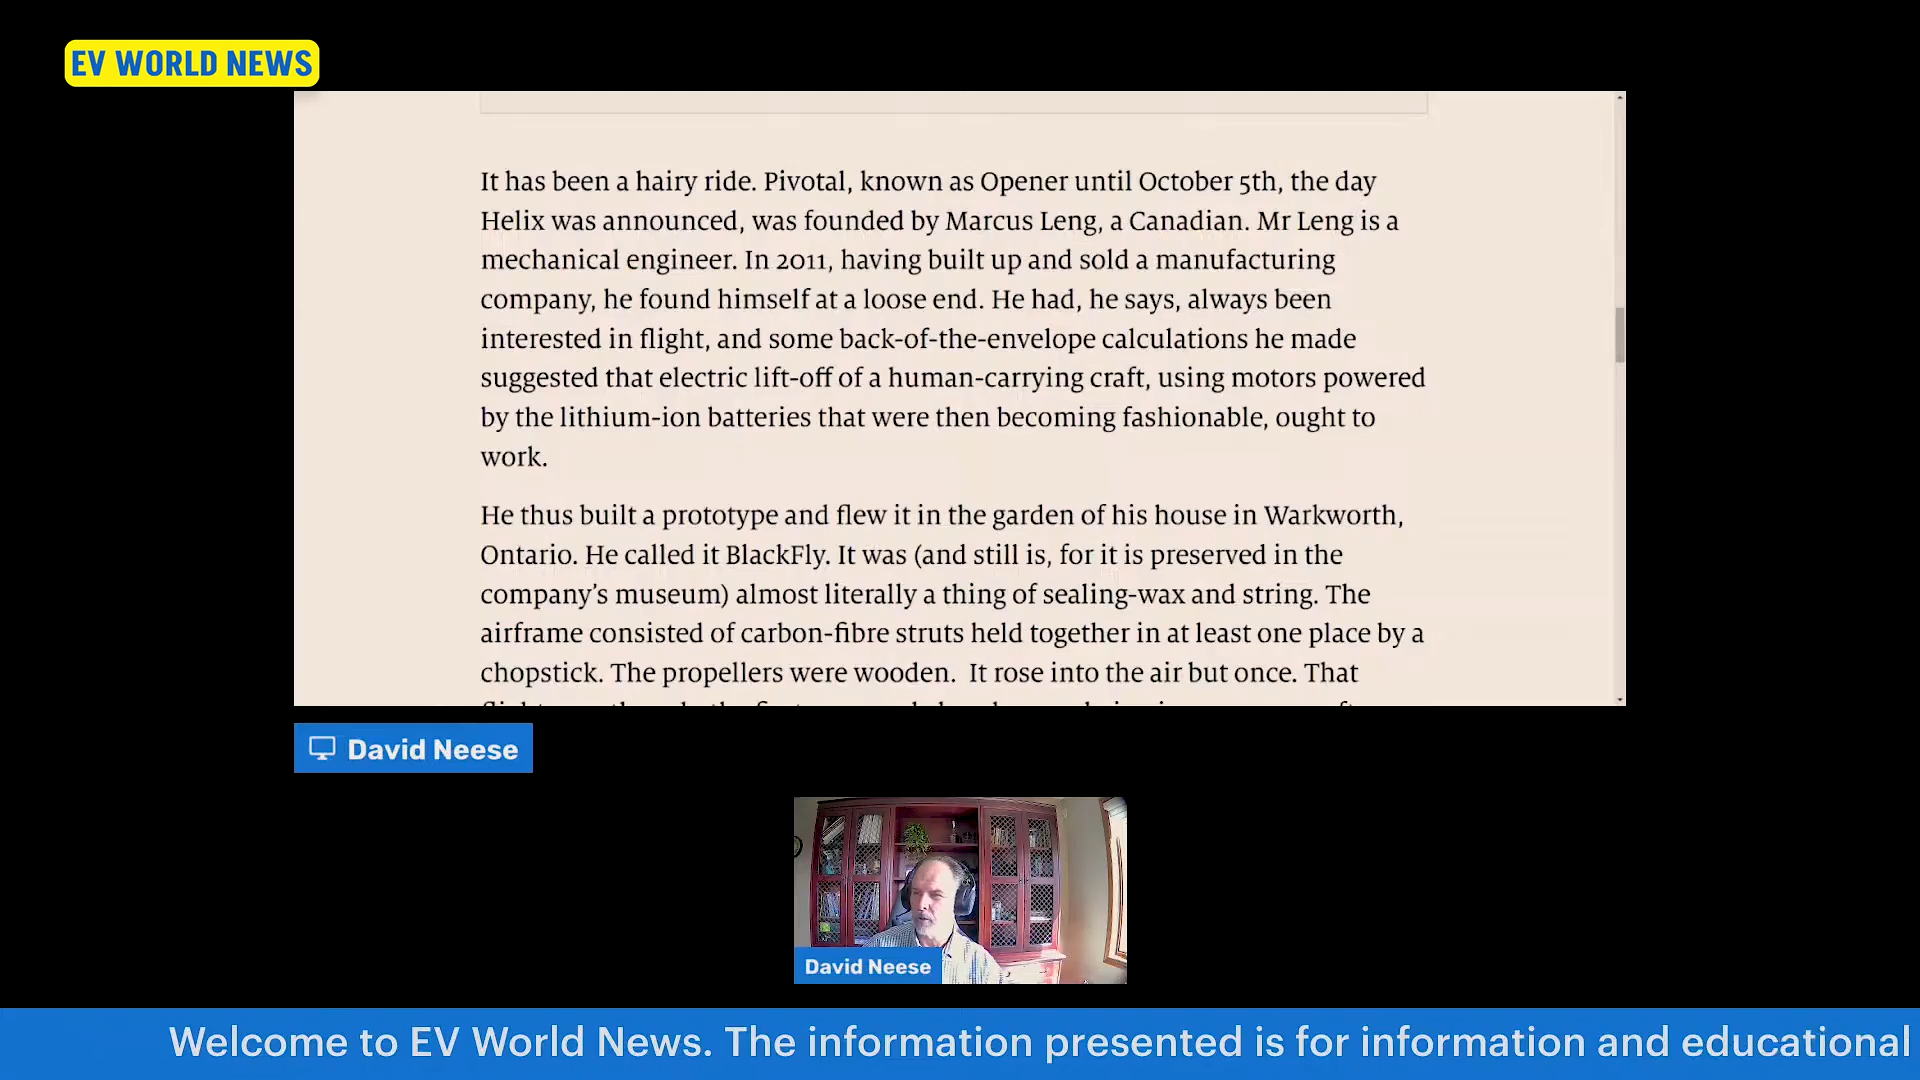 EV WORLD NEWS
It has been a hairy ride. Pivotal, known as Opener until October 5th, the day
Helix was announced, was founded by Marcus Leng, a Canadian. Mr Leng is a
mechanical engineer. In 2011, having built up and sold a manufacturing
company, he found himself at a loose end. He had, he says, always been
interested in flight, and some back-of-the-envelope calculations he made
suggested that electric lift-off of a human-carrying craft, using motors powered
by the lithium-ion batteries that were then becoming fashionable, ought to
work.
He thus built a prototype and flew it in the garden of his house in Warkworth,
Ontario. He called it BlackFly. It was (and still is, for it is preserved in the
company’s museum) almost literally a thing of sealing-wax and string. The
airframe consisted of carbon-fibre struts held together in at least one place by a
chopstick. The propellers were wooden.  It rose into the air but once. That
David Neese
David Neese
Welcome to EV World News. The information presented is for information and educational